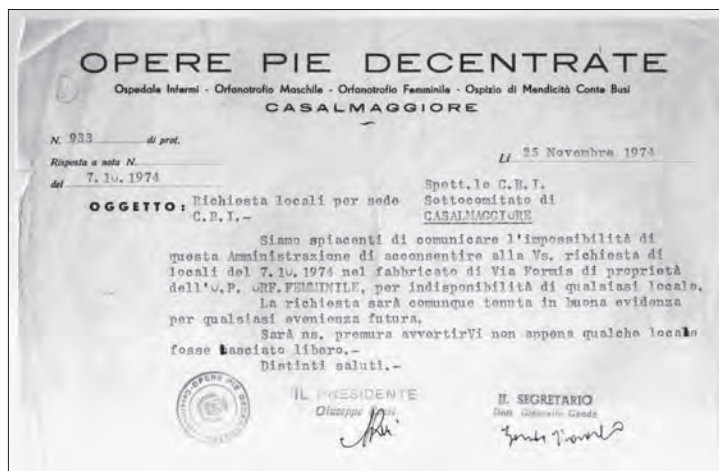 OPERE PIE DECENTRATE
Ospedale Infermi - Orfanotrofio Maschile - Orfanotrofio Femminile - Ospizio di Mendicità Conte Busi
CASALMAGGIORE
N. 933 di prot.
Risposta a nota N.
del 7.10.1974
Li 25 Novembre 1974
OGGETTO: Richiesta locali per sede
C.R.I.-
Spett.le C.R.I.
Sottocomitato di
CASALMAGGIORE
Siamo spiacenti di comunicare l'impossibilità di
questa Amministrazione di acconsentire alla Vs. richiesta di
locali del 7.10.1974 nel fabbricato di Via Formis di proprietà
dell'O.P. ORF.FEMMINILE, per indisponibilità di qualsiasi locale.
La richiesta sarà comunque tenuta in buona evidenza
per qualsiasi evenienza futura.
Sarà ns. premura avvertirVi non appena qualche locale
fosse lasciato libero.-
Distinti saluti.-
OPERE PIE
IL PRESIDENTE
Giuseppe
IL SEGRETARIO
Dott.